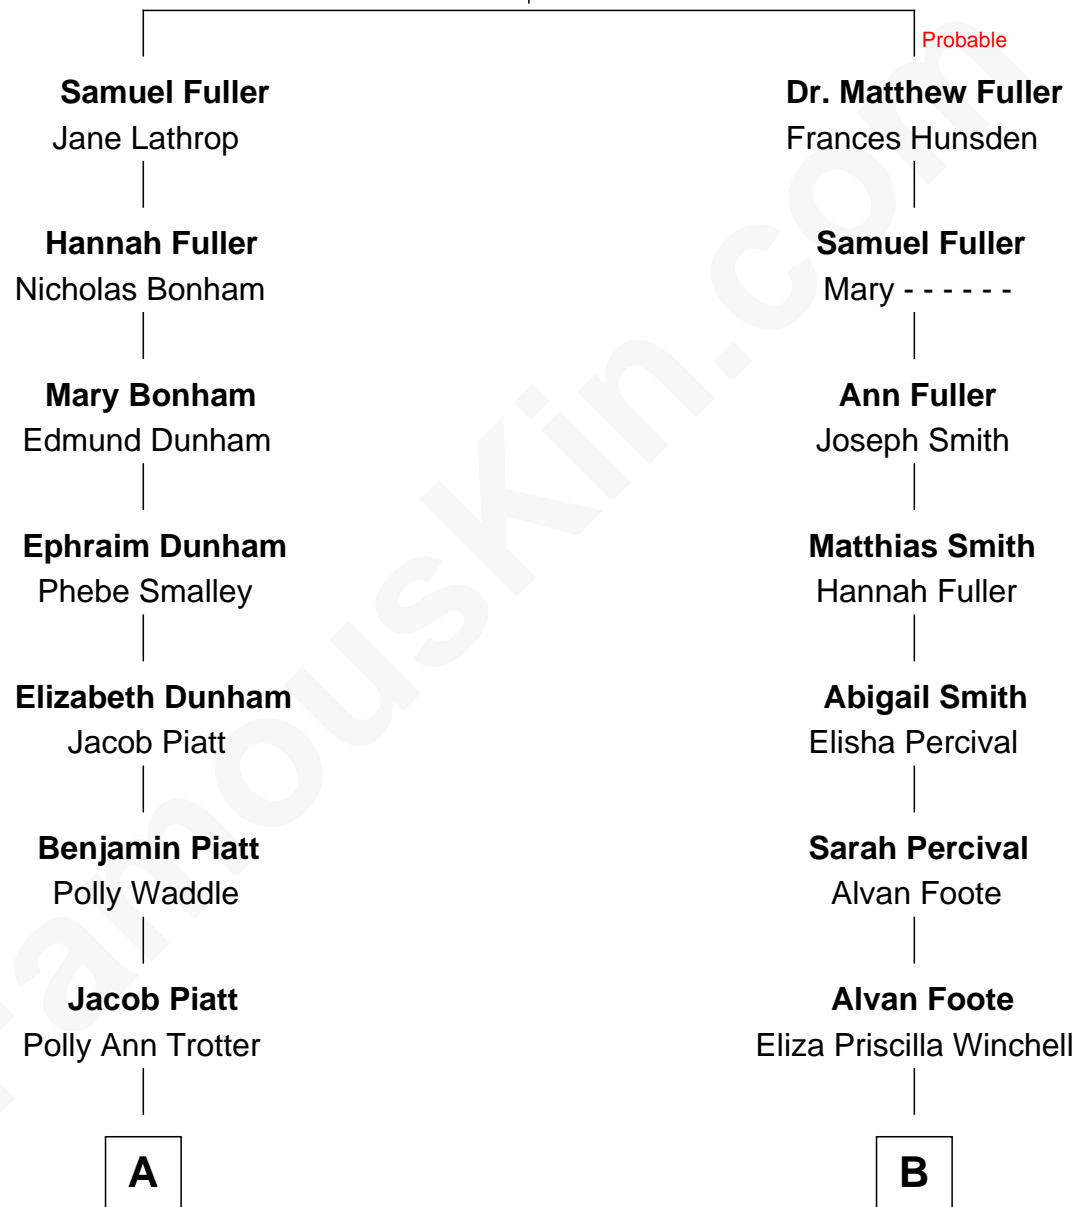 Probable
Samuel Fuller
Jane Lathrop
Dr. Matthew Fuller
Frances Hunsden
Hannah Fuller
Nicholas Bonham
Samuel Fuller
Mary - - - - - -
Mary Bonham
Edmund Dunham
Ann Fuller
Joseph Smith
Ephraim Dunham
Phebe Smalley
Matthias Smith
Hannah Fuller
Elizabeth Dunham
Jacob Piatt
Abigail Smith
Elisha Percival
Benjamin Piatt
Polly Waddle
Sarah Percival
Alvan Foote
Jacob Piatt
Polly Ann Trotter
Alvan Foote
Eliza Priscilla Winchell
A
B
FamousKin.com